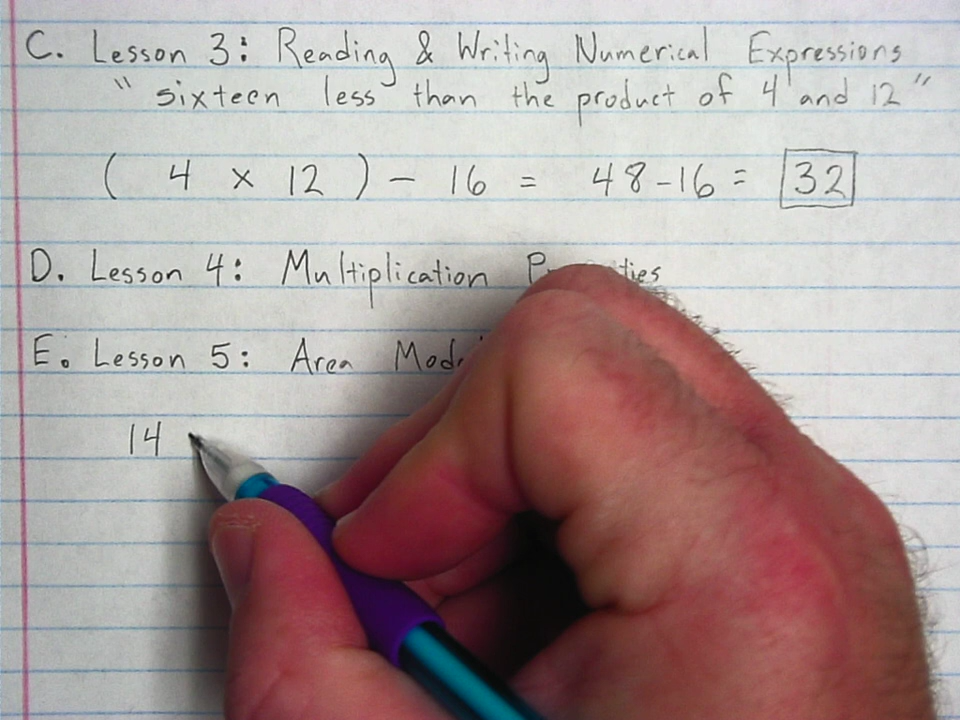 C. Lesson 3: Reading & Writing Numerical Expressions
"sixteen less than the product of 4 and 12"
( 4 x 12 ) - 16 = 48-16 = 32
D. Lesson 4: Multiplication
E. Lesson 5: Area
14